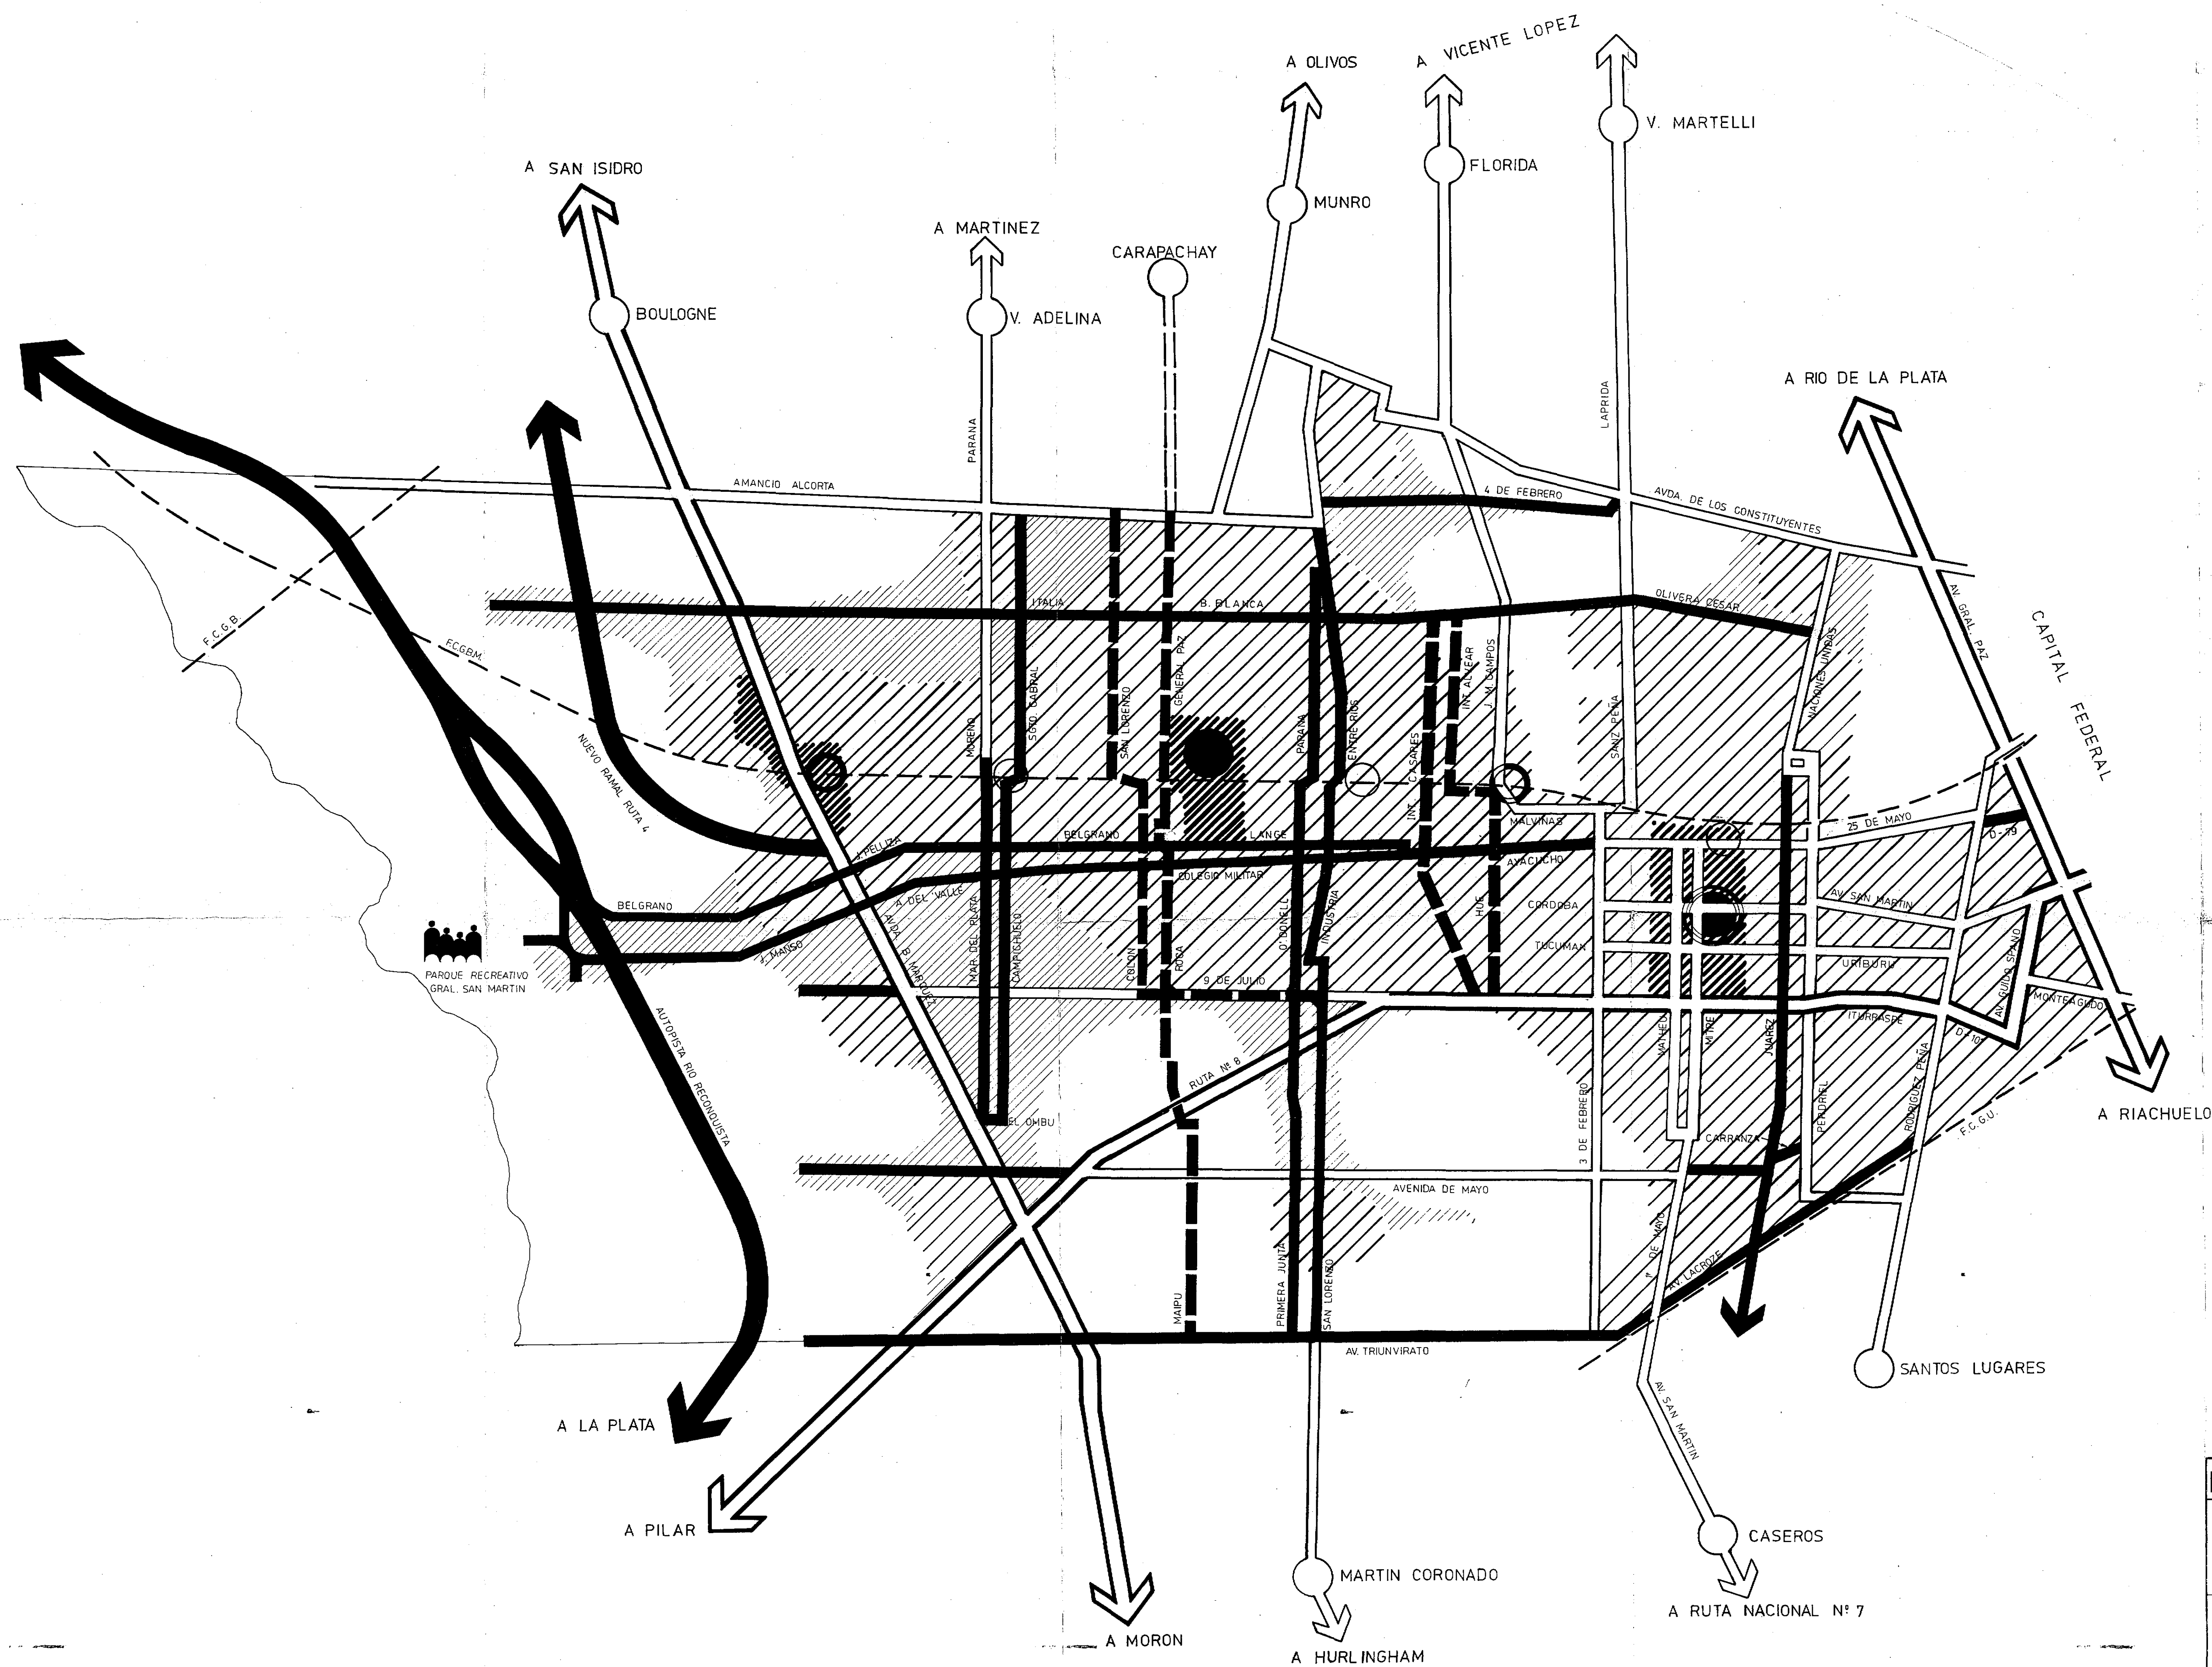 A VICENTE LOPEZ
A OLIVOS
V. MARTELLI
FLORIDA
A SAN ISIDRO
MUNRO
A MARTINEZ
CARAPACHAY
BOULOGNE
V. ADELINA
A RIO DE LA PLATA
LAPRIDA
PARANA
AMANCIO ALCORTA
4 DE FEBRERO
AVDA. DE LOS CONSTITUYENTES
AV. GRAL. PAZ
CAPITAL FEDERAL
ITALIA
B. BLANCA
OLIVERA CESAR
F.C.G.B.
F.C.G.B.M.
GENERAL PAZ
INT. ALVEAR
J. M. CAMPOS
NACIONES UNIDAS
SGTO. CABRAL
SAN LORENZO
MORENO
PARANA
ENTRE RIOS
INT. CASARES
SANZ PEÑA
NUEVO RAMAL RUTA 4
MALVINAS
25 DE MAYO
D-79
J. PELLIZA
BELGRANO
LANGE
AYACUCHO
COLEGIO MILITAR
A. DEL VALLE
BELGRANO
CORDOBA
AV. SAN MARTIN
MAR DEL PLATA
CAMPICHUELO
COLON
ROCA
O'DONELL
INDUSTRIA
HUE
TUCUMAN
URIBURU
AV. GUIDO SPANO
J. MANSO
AVDA. B. MARQUEZ
9 DE JULIO
MONTEAGUDO
PARQUE RECREATIVO
GRAL. SAN MARTIN
AUTOPISTA RIO RECONQUISTA
MATHEU
MITRE
JUAREZ
ITURRASPE
D-10
RUTA Nº 8
3 DE FEBRERO
PERDRIEL
RODRIGUEZ PEÑA
F.C.G.U.
A RIACHUELO
EL OMBU
CARRANZA
AVENIDA DE MAYO
1º DE MAYO
AV. LACROZE
MAIPU
PRIMERA JUNTA
SAN LORENZO
AV. TRIUNVIRATO
SANTOS LUGARES
AV. SAN MARTIN
A LA PLATA
A PILAR
CASEROS
MARTIN CORONADO
A RUTA NACIONAL Nº 7
A MORON
A HURLINGHAM